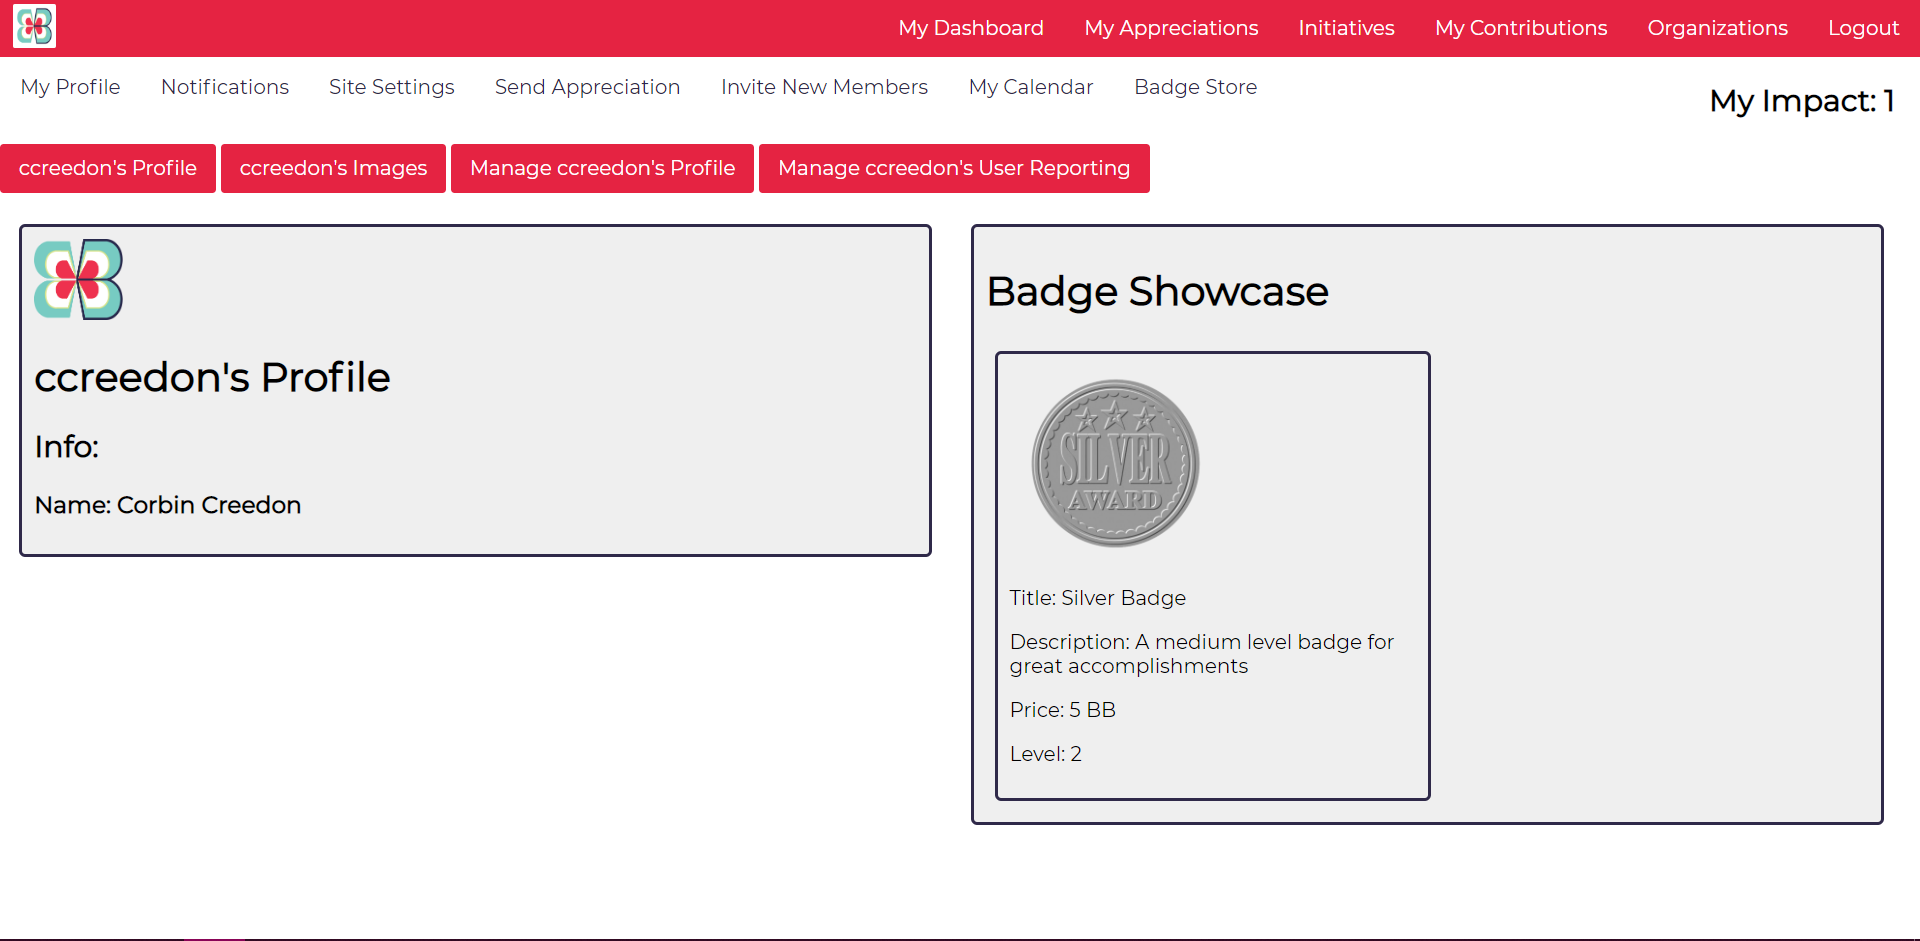 My Dashboard My Appreciations Initiatives My Contributions Organizations Logout
My Profile Notifications Site Settings Send Appreciation Invite New Members My Calendar Badge Store
My Impact: 1
ccreedon's Profile ccreedon's Images Manage ccreedon's Profile Manage ccreedon's User Reporting
ccreedon's Profile
Info:
Name: Corbin Creedon
Badge Showcase
SILVER
AWARD
Title: Silver Badge
Description: A medium level badge for
great accomplishments
Price: 5 BB
Level: 2